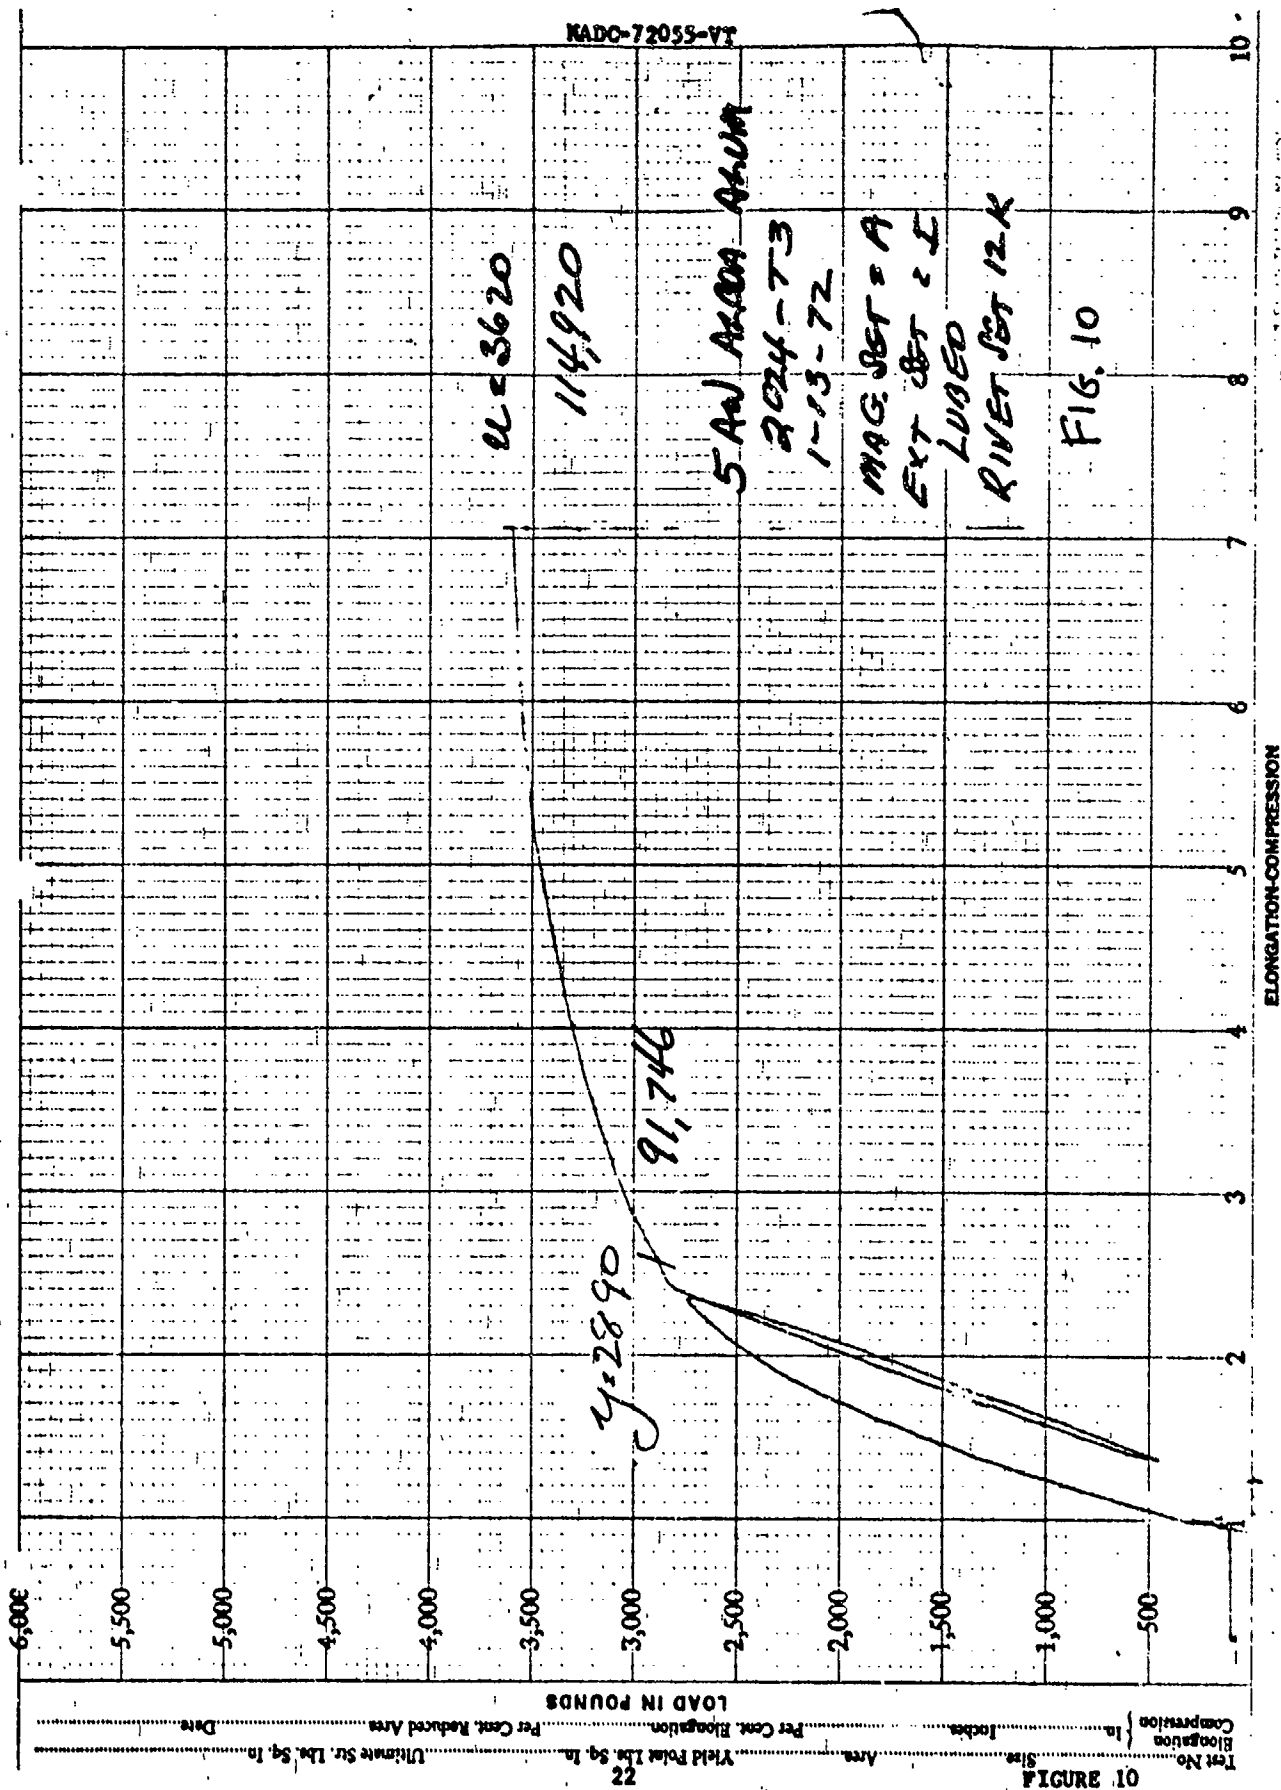 NADC-72055-VT
Test No. Size Area Yield Point Lbs. Sq. In. Ultimate Str. Lbs. Sq. In.
Elongation
Compression } In. Inches Per Cent. Elongation Per Cent. Reduced Area Date
LOAD IN POUNDS
6,000
5,500
5,000
4,500
4,000
3,500
3,000
2,500
2,000
1,500
1,000
500
1 2 3 4 5 6 7 8 9 10
ELONGATION-COMPRESSION
y=2890
91,746
u=3620
114,920
5 AW ALCOA ALUM
2024-T3
1-13-72
MAG. SET = A
EXT SET = I
LUBED
RIVET SET 12-K
FIG. 10
22
FIGURE 10